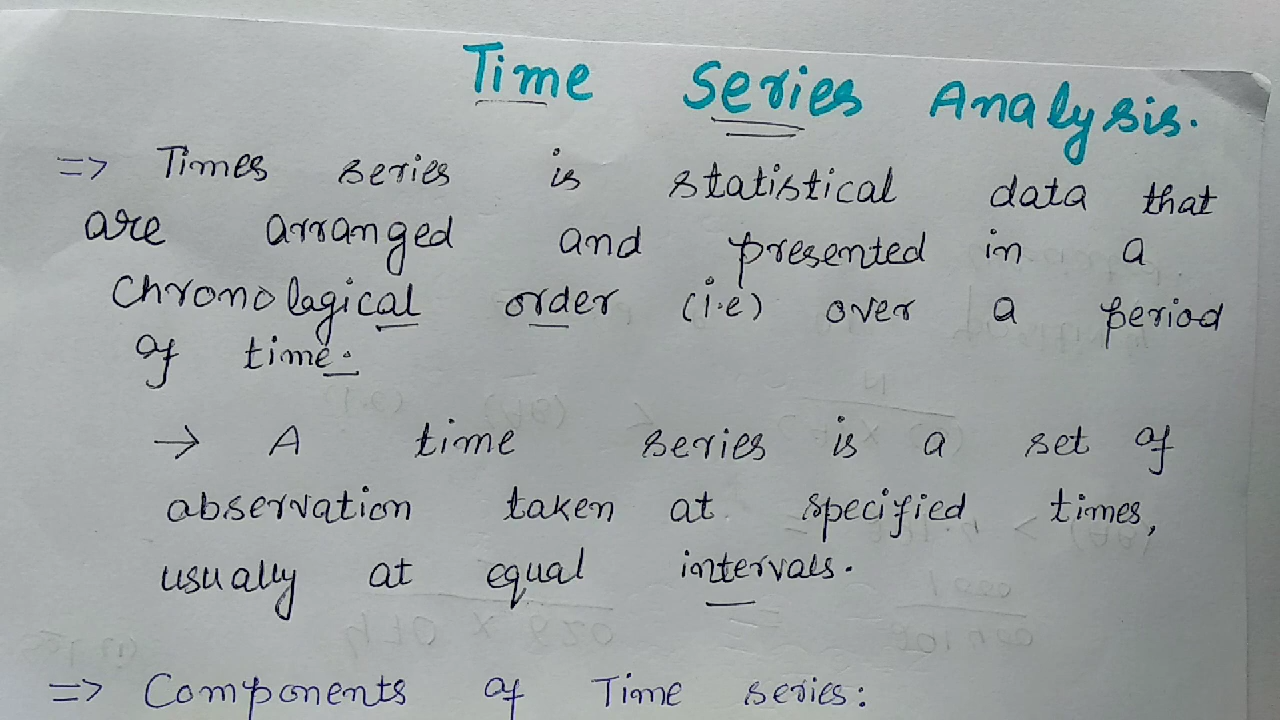 Time Series Analysis.
=> Times series is statistical data that
are arranged and presented in a
chronological order (i.e) over a period
of time.
→ A time series is a set of
observation taken at specified times,
usually at equal intervals.
=> Components of Time series: